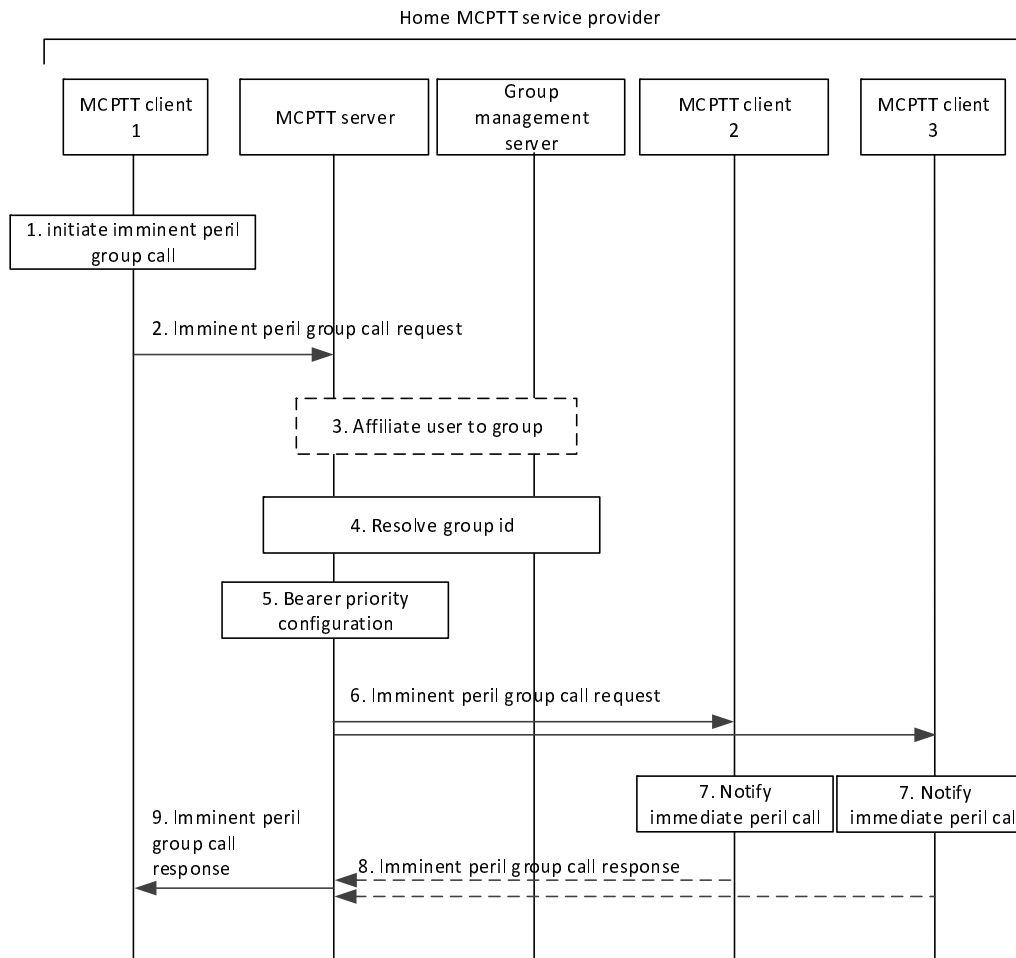 Home MCPTT service provider
MCPTT client
1
MCPTT server
Group
management
server
MCPTT client
2
MCPTT client
3
1. initiate imminent peril
group call
2. Imminent peril group call request
3. Affiliate user to group
4. Resolve group id
5. Bearer priority
configuration
6. Imminent peril group call request
7. Notify
immediate peril call
7. Notify
immediate peril call
9. Imminent peril
group call
response
8. Imminent peril group call response